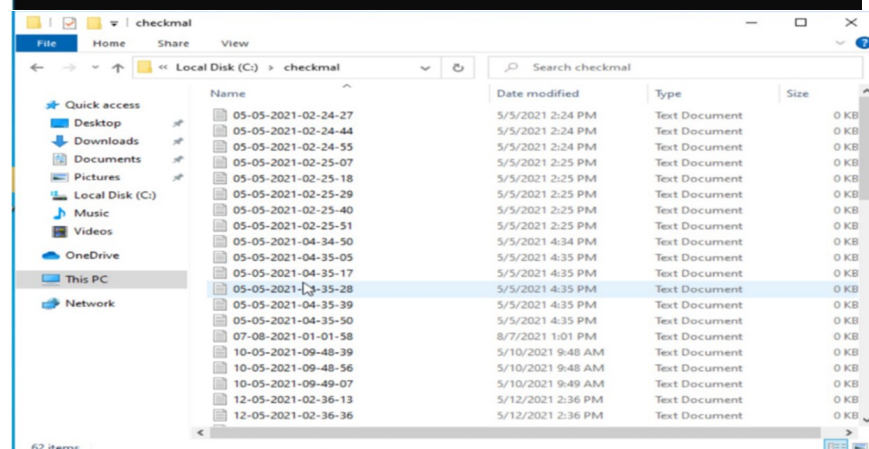 checkmal
File Home Share View
« Local Disk (C:) > checkmal Search checkmal
Name Date modified Type Size
Quick access
Desktop
Downloads
Documents
Pictures
Local Disk (C:)
Music
Videos
OneDrive
This PC
Network
05-05-2021-02-24-27 5/5/2021 2:24 PM Text Document 0 KB
05-05-2021-02-24-44 5/5/2021 2:24 PM Text Document 0 KB
05-05-2021-02-24-55 5/5/2021 2:24 PM Text Document 0 KB
05-05-2021-02-25-07 5/5/2021 2:25 PM Text Document 0 KB
05-05-2021-02-25-18 5/5/2021 2:25 PM Text Document 0 KB
05-05-2021-02-25-29 5/5/2021 2:25 PM Text Document 0 KB
05-05-2021-02-25-40 5/5/2021 2:25 PM Text Document 0 KB
05-05-2021-02-25-51 5/5/2021 2:25 PM Text Document 0 KB
05-05-2021-04-34-50 5/5/2021 4:34 PM Text Document 0 KB
05-05-2021-04-35-05 5/5/2021 4:35 PM Text Document 0 KB
05-05-2021-04-35-17 5/5/2021 4:35 PM Text Document 0 KB
5/5/2021 4:35 PM Text Document 0 KB
05-05-2021-04-35-39 5/5/2021 4:35 PM Text Document 0 KB
05-05-2021-04-35-50 5/5/2021 4:35 PM Text Document 0 KB
07-08-2021-01-01-58 8/7/2021 1:01 PM Text Document 0 KB
10-05-2021-09-48-39 5/10/2021 9:48 AM Text Document 0 KB
10-05-2021-09-48-56 5/10/2021 9:48 AM Text Document 0 KB
10-05-2021-09-49-07 5/10/2021 9:49 AM Text Document 0 KB
12-05-2021-02-36-13 5/12/2021 2:36 PM Text Document 0 KB
12-05-2021-02-36-36 5/12/2021 2:36 PM Text Document 0 KB
62 items